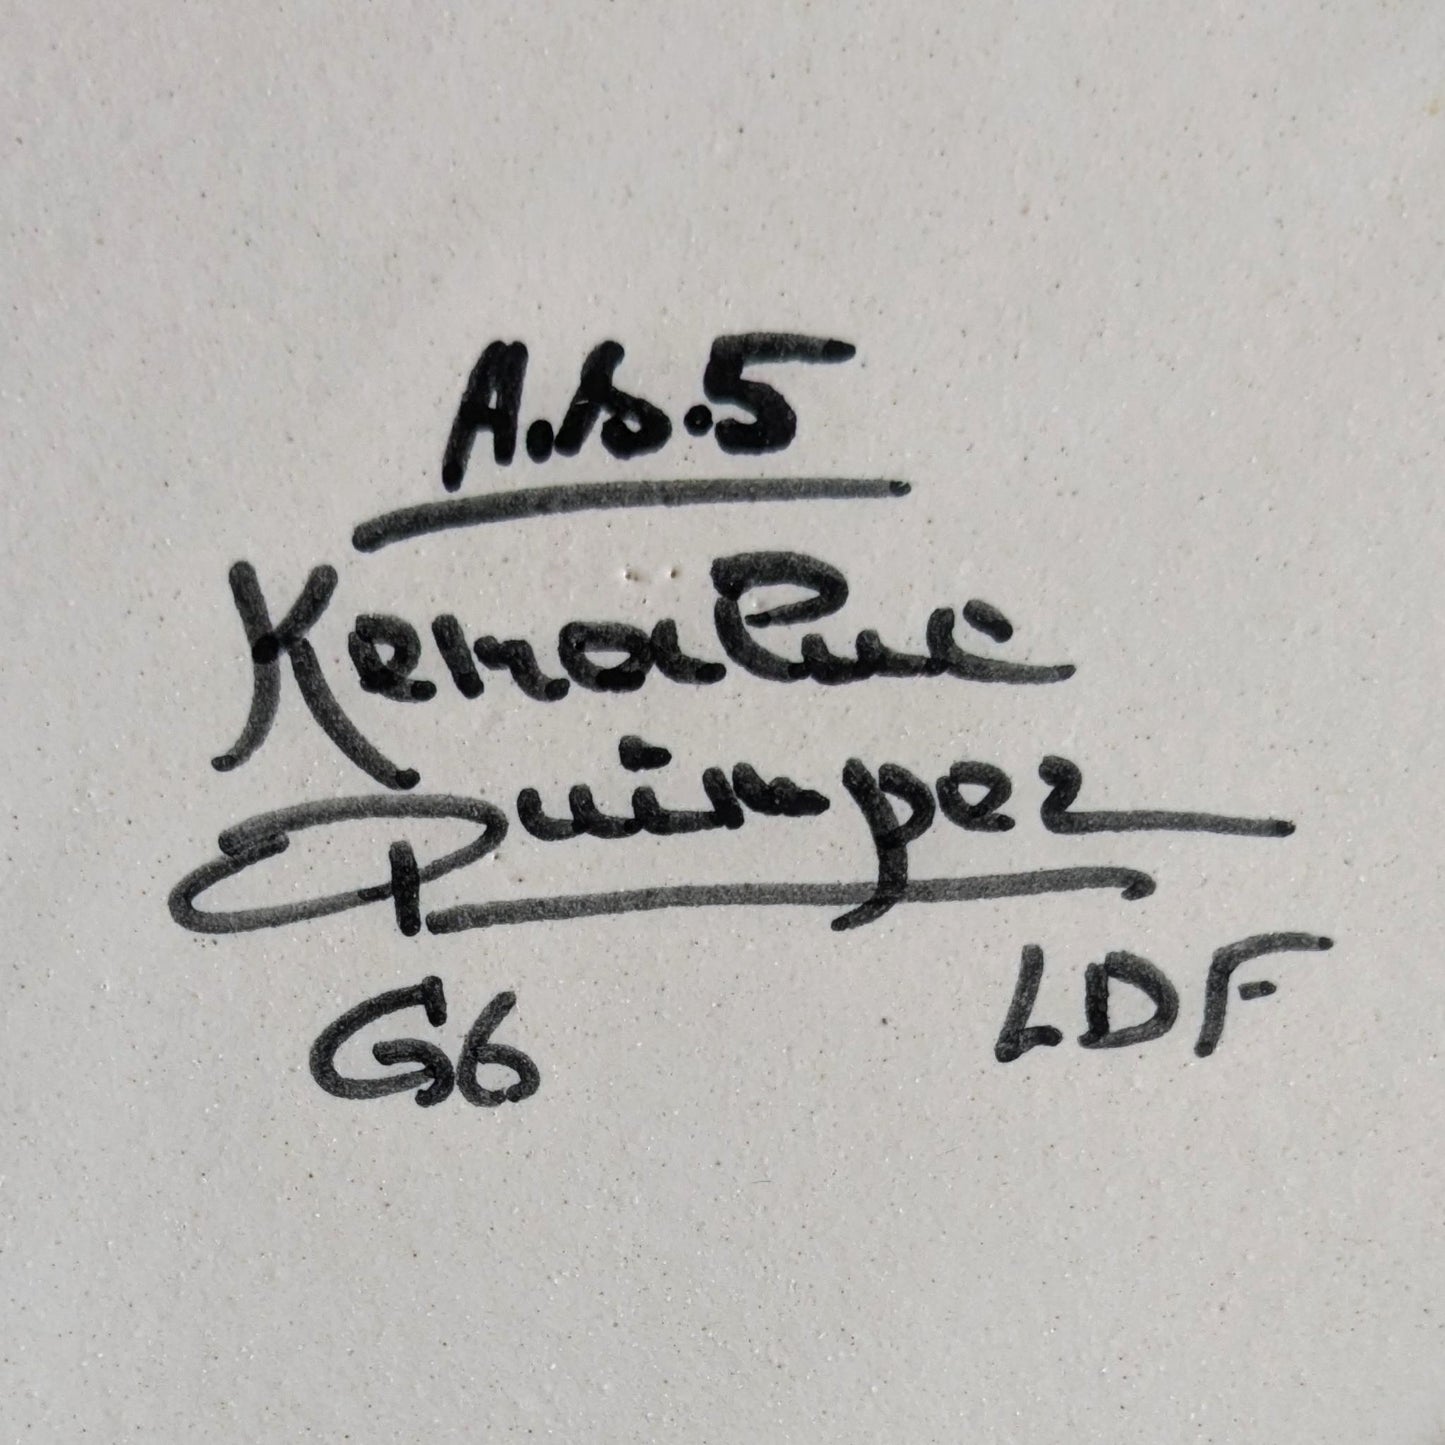 A.S.5
Keraluc
Quimper
G6 LDF